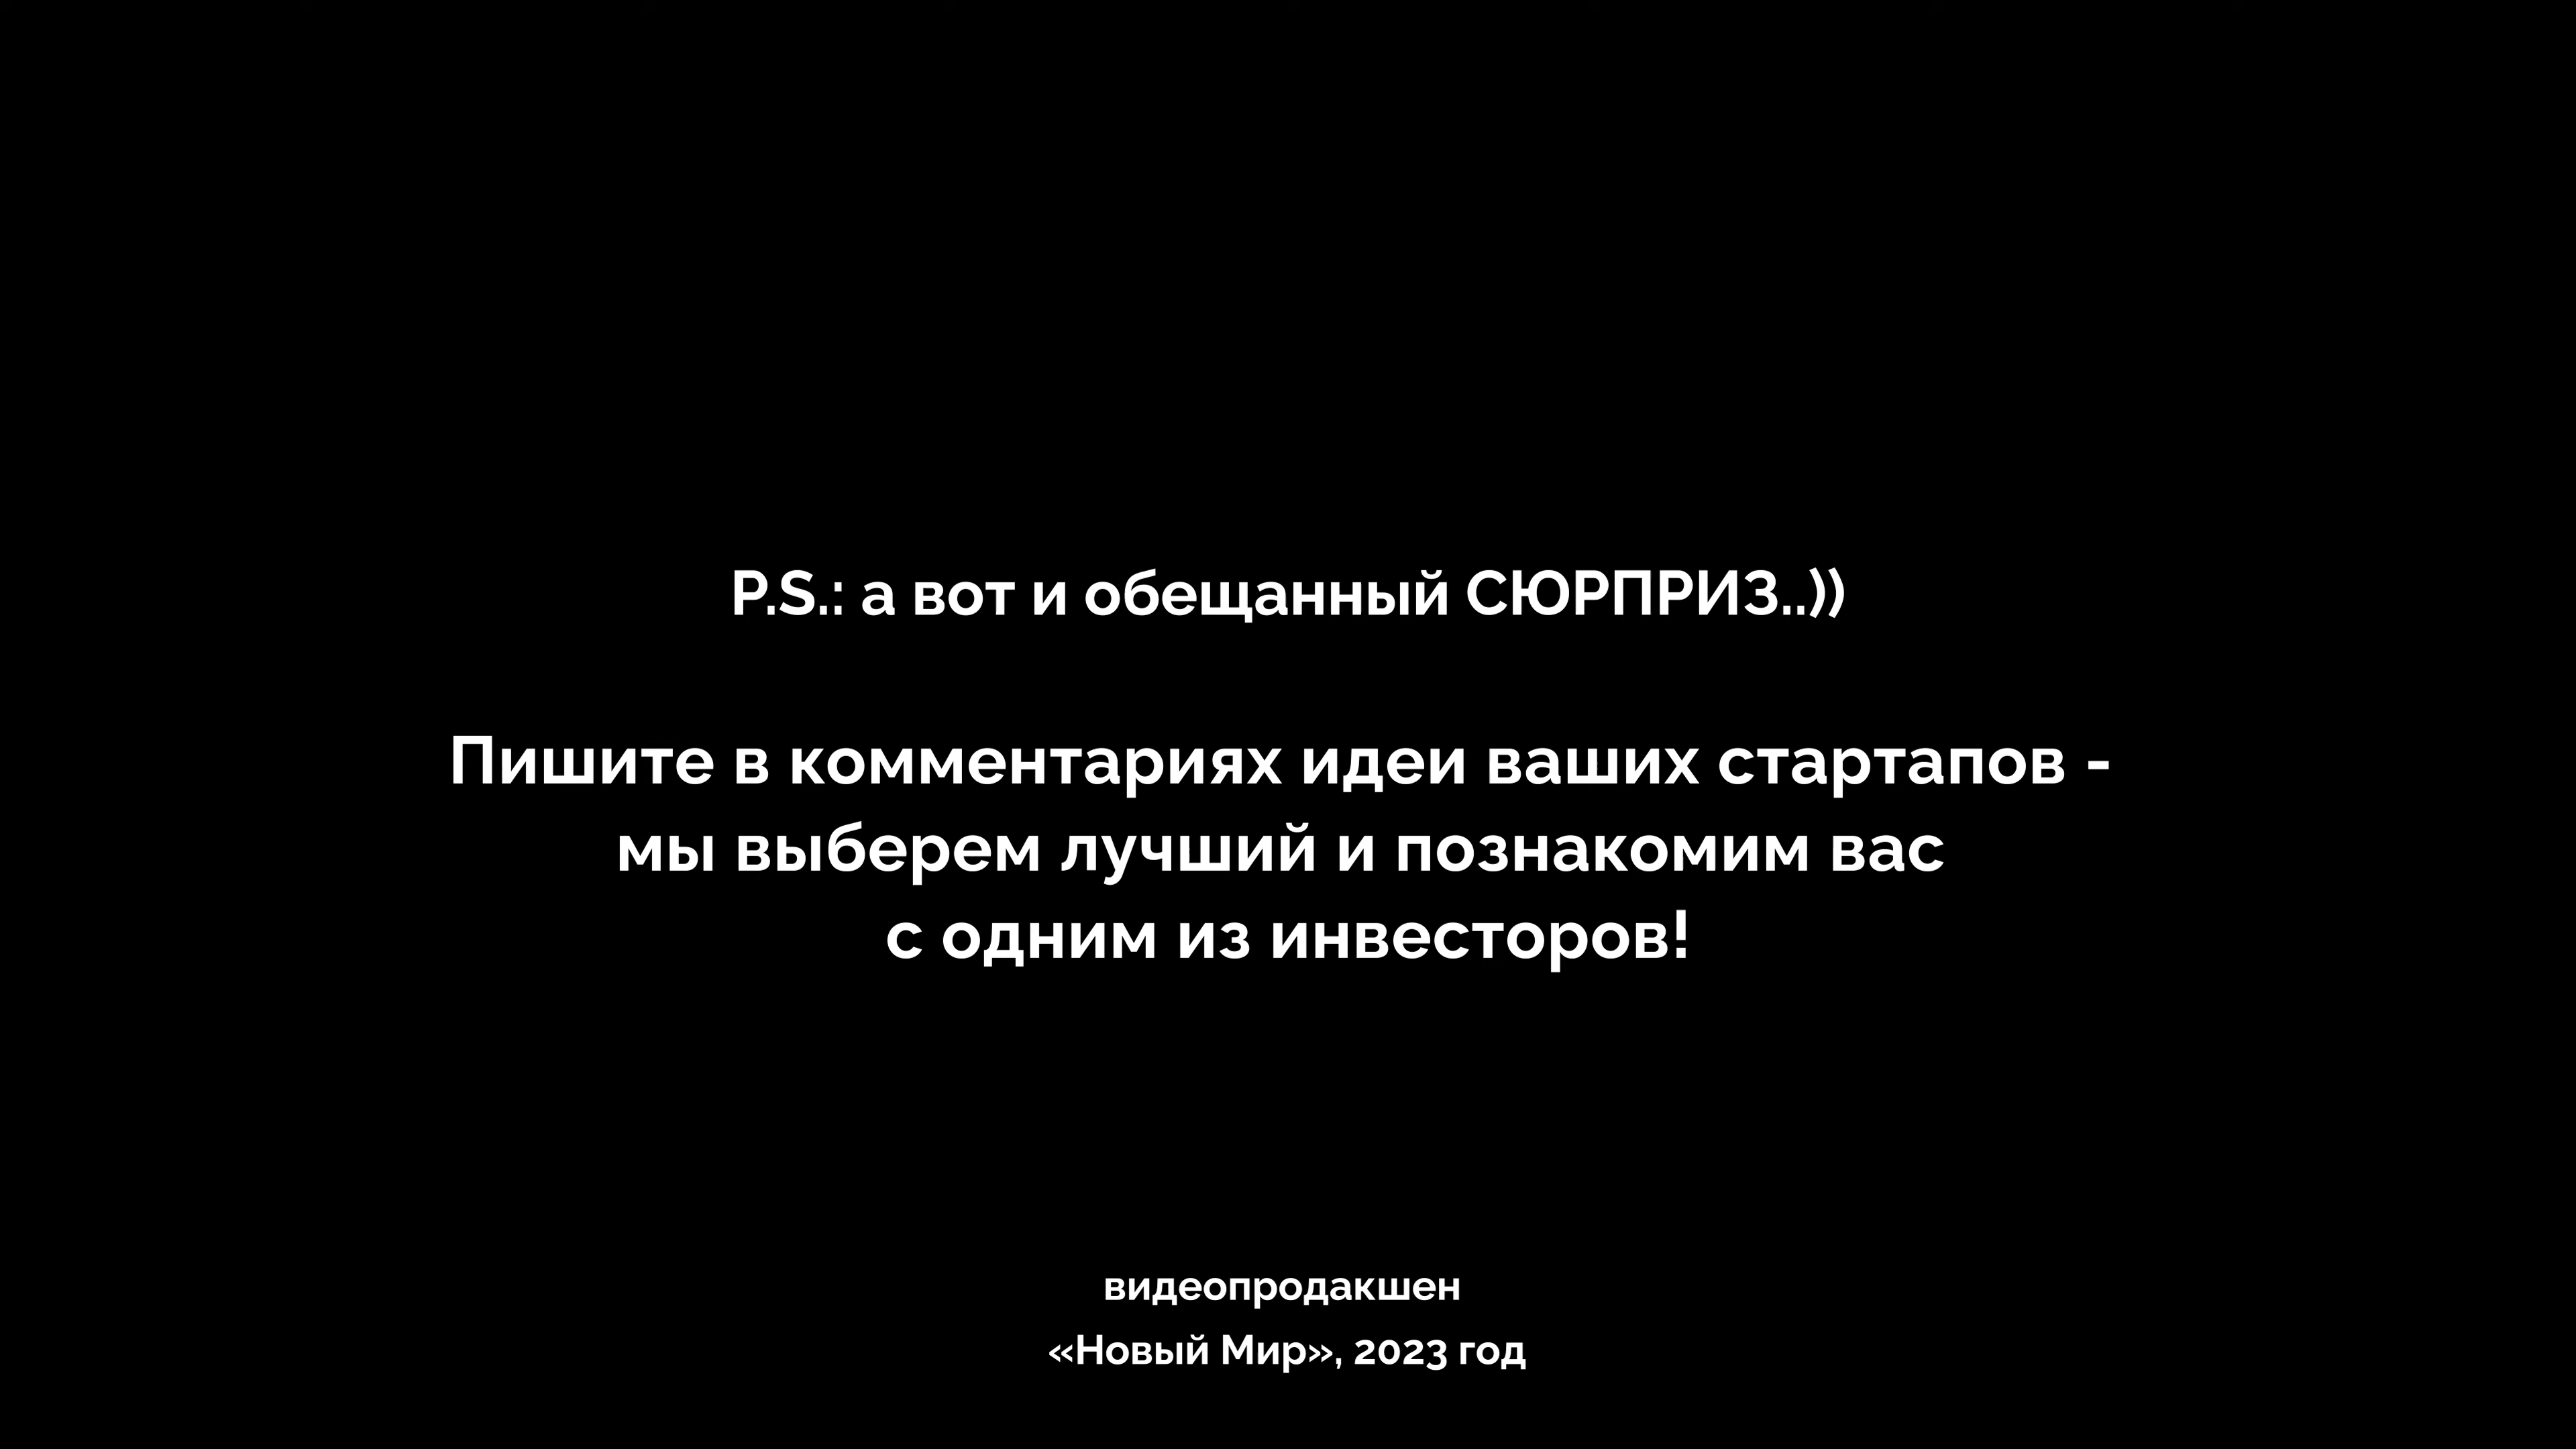 P.S.: а вот и обещанный СЮРПРИЗ..))
Пишите в комментариях идеи ваших стартапов -
мы выберем лучший и познакомим вас
с одним из инвесторов!
видеопродакшен
«Новый Мир», 2023 год